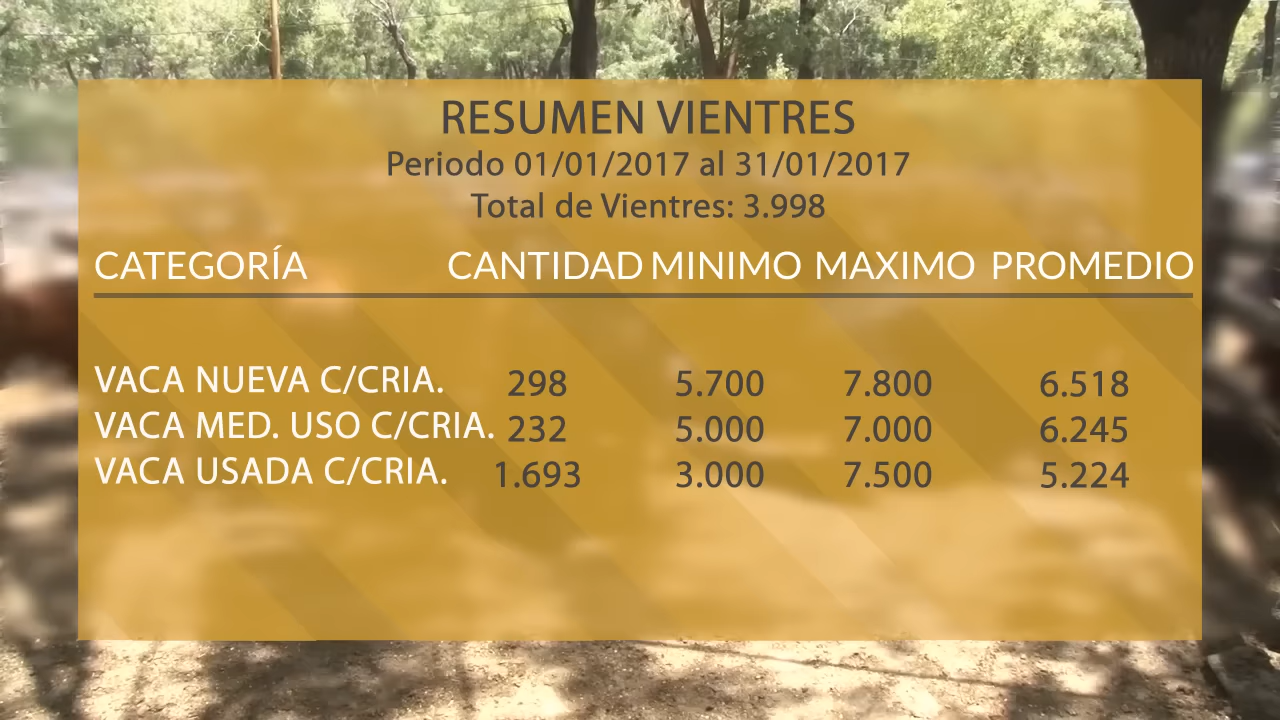 RESUMEN VIENTRES
Periodo 01/01/2017 al 31/01/2017
Total de Vientres: 3.998
CATEGORÍA CANTIDAD MINIMO MAXIMO PROMEDIO
VACA NUEVA C/CRIA. 298 5.700 7.800 6.518
VACA MED. USO C/CRIA. 232 5.000 7.000 6.245
VACA USADA C/CRIA. 1.693 3.000 7.500 5.224